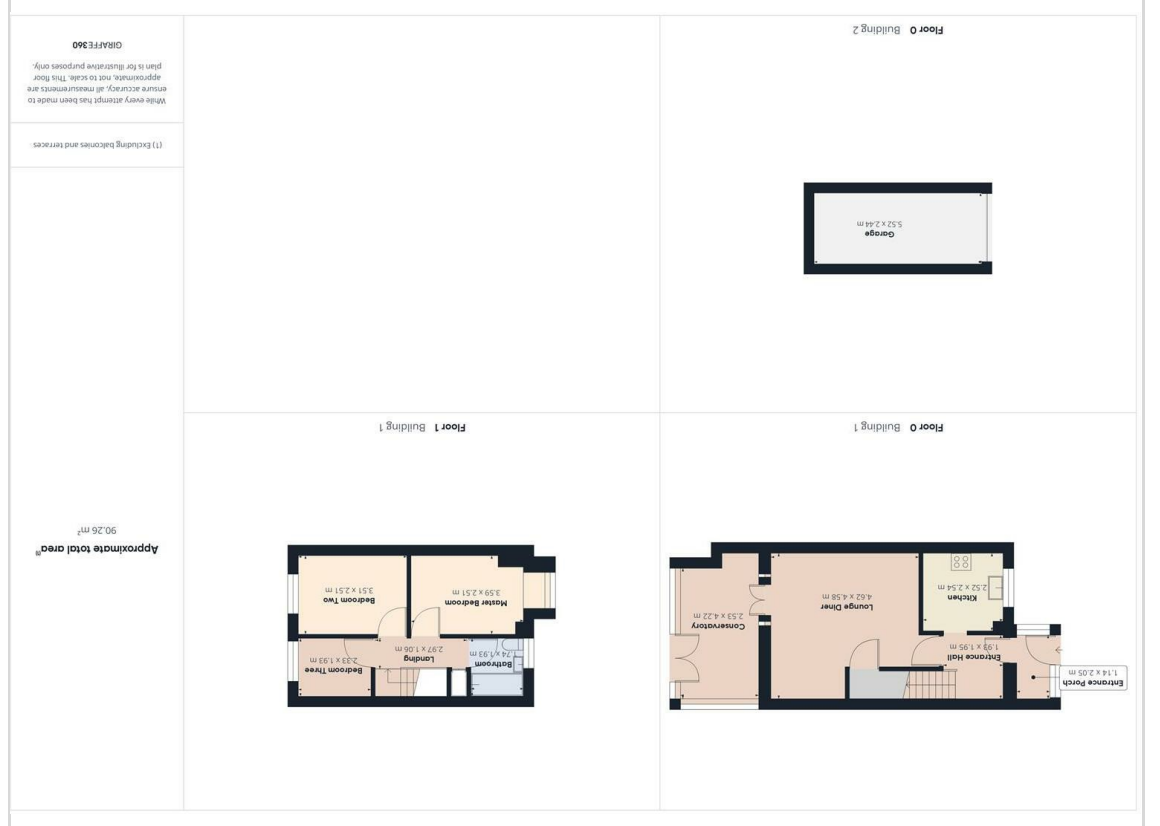 Entrance Porch
1.14 x 2.05 m
Entrance Hall
1.93 x 1.95 m
Kitchen
2.52 x 2.54 m
Lounge Diner
4.62 x 4.58 m
Conservatory
2.53 x 4.22 m
Floor 0 Building 1
Bathroom
1.74 x 1.93 m
Landing
2.97 x 1.06 m
Bedroom Three
2.33 x 1.93 m
Master Bedroom
3.59 x 2.51 m
Bedroom Two
3.51 x 2.51 m
Floor 1 Building 1
Garage
5.52 x 2.44 m
Floor 0 Building 2
Approximate total area⁽¹⁾
90.26 m²
(1) Excluding balconies and terraces
While every attempt has been made to
ensure accuracy, all measurements are
approximate, not to scale. This floor
plan is for illustrative purposes only.
GIRAFFE360